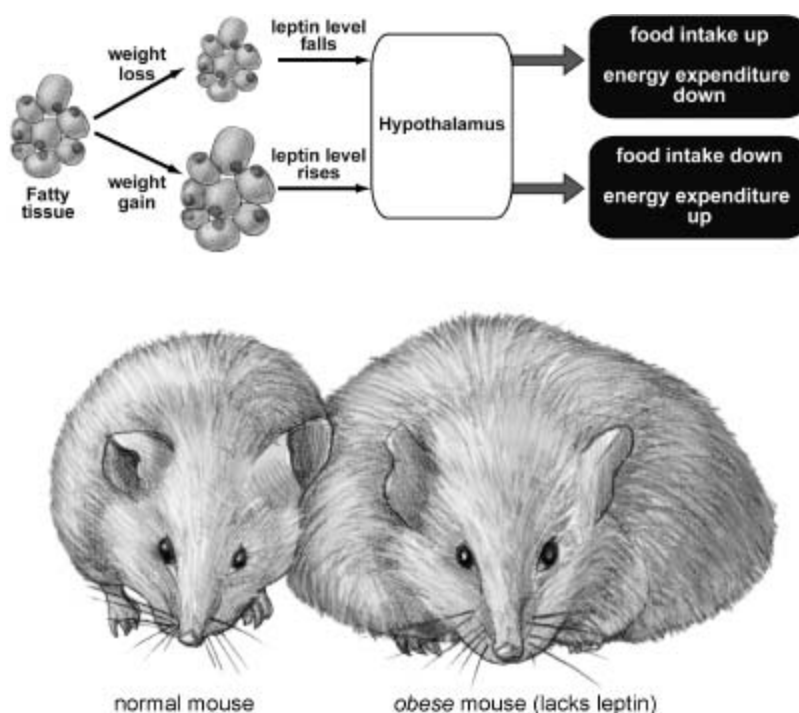 weight
loss
leptin level
falls
food intake up
energy expenditure
down
Hypothalamus
Fatty
tissue
weight
gain
leptin level
rises
food intake down
energy expenditure
up
normal mouse
obese mouse (lacks leptin)